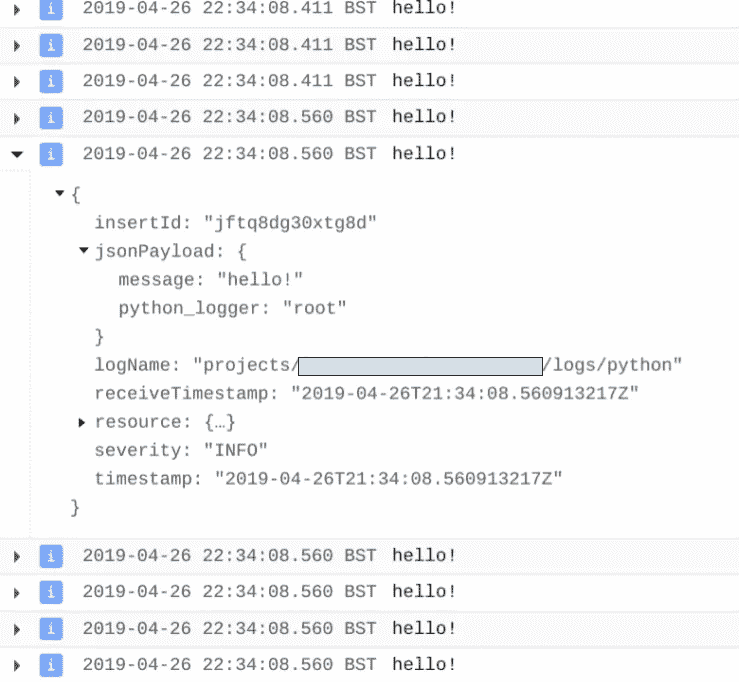 i 2019-04-26 22:34:08.411 BST hello!
i 2019-04-26 22:34:08.411 BST hello!
i 2019-04-26 22:34:08.411 BST hello!
i 2019-04-26 22:34:08.560 BST hello!
i 2019-04-26 22:34:08.560 BST hello!
{
insertId: "jftq8dg30xtg8d"
jsonPayload: {
message: "hello!"
python_logger: "root"
}
logName: "projects/ /logs/python"
receiveTimestamp: "2019-04-26T21:34:08.560913217Z"
resource: {…}
severity: "INFO"
timestamp: "2019-04-26T21:34:08.560913217Z"
}
i 2019-04-26 22:34:08.560 BST hello!
i 2019-04-26 22:34:08.560 BST hello!
i 2019-04-26 22:34:08.560 BST hello!
i 2019-04-26 22:34:08.560 BST hello!